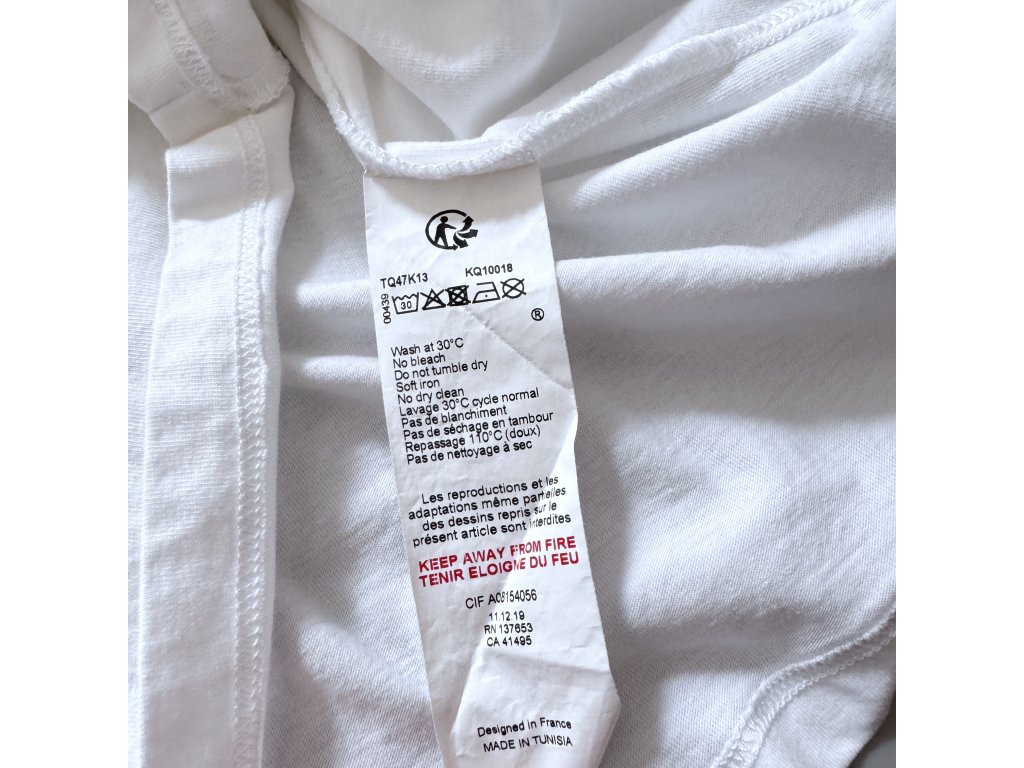 TQ47K13 KQ10018
00439
30
®
Wash at 30°C
No bleach
Do not tumble dry
Soft iron
No dry clean
Lavage 30°C cycle normal
Pas de blanchiment
Pas de séchage en tambour
Repassage 110°C (doux)
Pas de nettoyage à sec
Les reproductions et les
adaptations même partielles
des dessins repris sur le
présent article sont interdites
KEEP AWAY FROM FIRE
TENIR ELOIGNE DU FEU
CIF A08154056
11.12.19
RN 137653
CA 41495
Designed in France
MADE IN TUNISIA